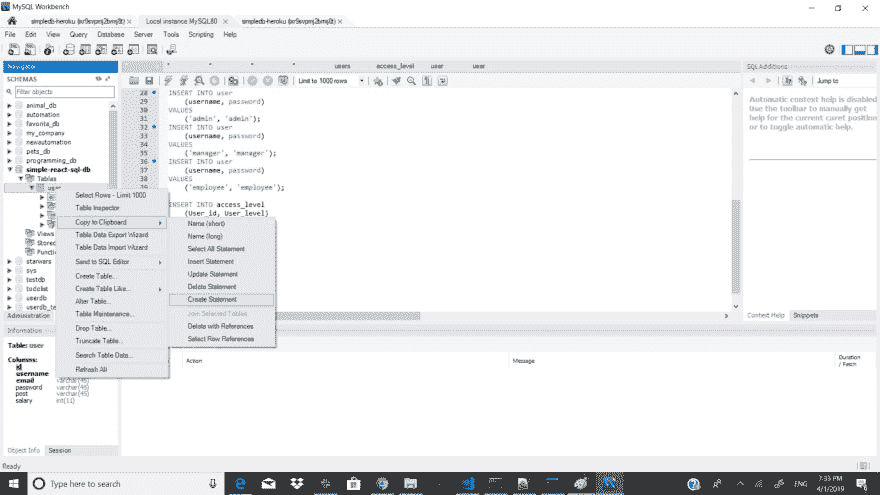 MySQL Workbench
Local instance MySQL80
File Edit View Query Database Server Tools Scripting Help
Navigator
SCHEMAS
Filter objects
animal_db
automation
favorite_db
my_company
newautomation
pets_db
programming_db
simple-react-sql-db
Tables
user
Views
Stored
Functi
starwars
sys
testdb
todolist
userdb
userdb_te
Administration
Information
Table: user
Columns:
id
username
email varchar(45)
password varchar(45)
post varchar(45)
salary int(11)
Object Info Session
Ready
Select Rows - Limit 1000
Table Inspector
Copy to Clipboard
Table Data Export Wizard
Table Data Import Wizard
Send to SQL Editor
Create Table...
Create Table Like...
Alter Table...
Table Maintenance...
Drop Table...
Truncate Table...
Search Table Data...
Refresh All
Name (short)
Name (long)
Select All Statement
Insert Statement
Update Statement
Delete Statement
Create Statement
Join Selected Tables
Delete with References
Select Row References
users access_level user user
Limit to 1000 rows
28 INSERT INTO user
29 (username, password)
30 VALUES
31 ('admin', 'admin');
32 INSERT INTO user
33 (username, password)
34 VALUES
35 ('manager', 'manager');
36 INSERT INTO user
37 (username, password)
38 VALUES
39 ('employee', 'employee');
INSERT INTO access_level
(User_id, User_level)
Action Message Duration / Fetch
SQL Additions
Jump to
Automatic context help is disabled.
Use the toolbar to manually get
help for the current caret position
or to toggle automatic help.
Context Help Snippets
Type here to search
ENG
7:33 PM
4/1/2019